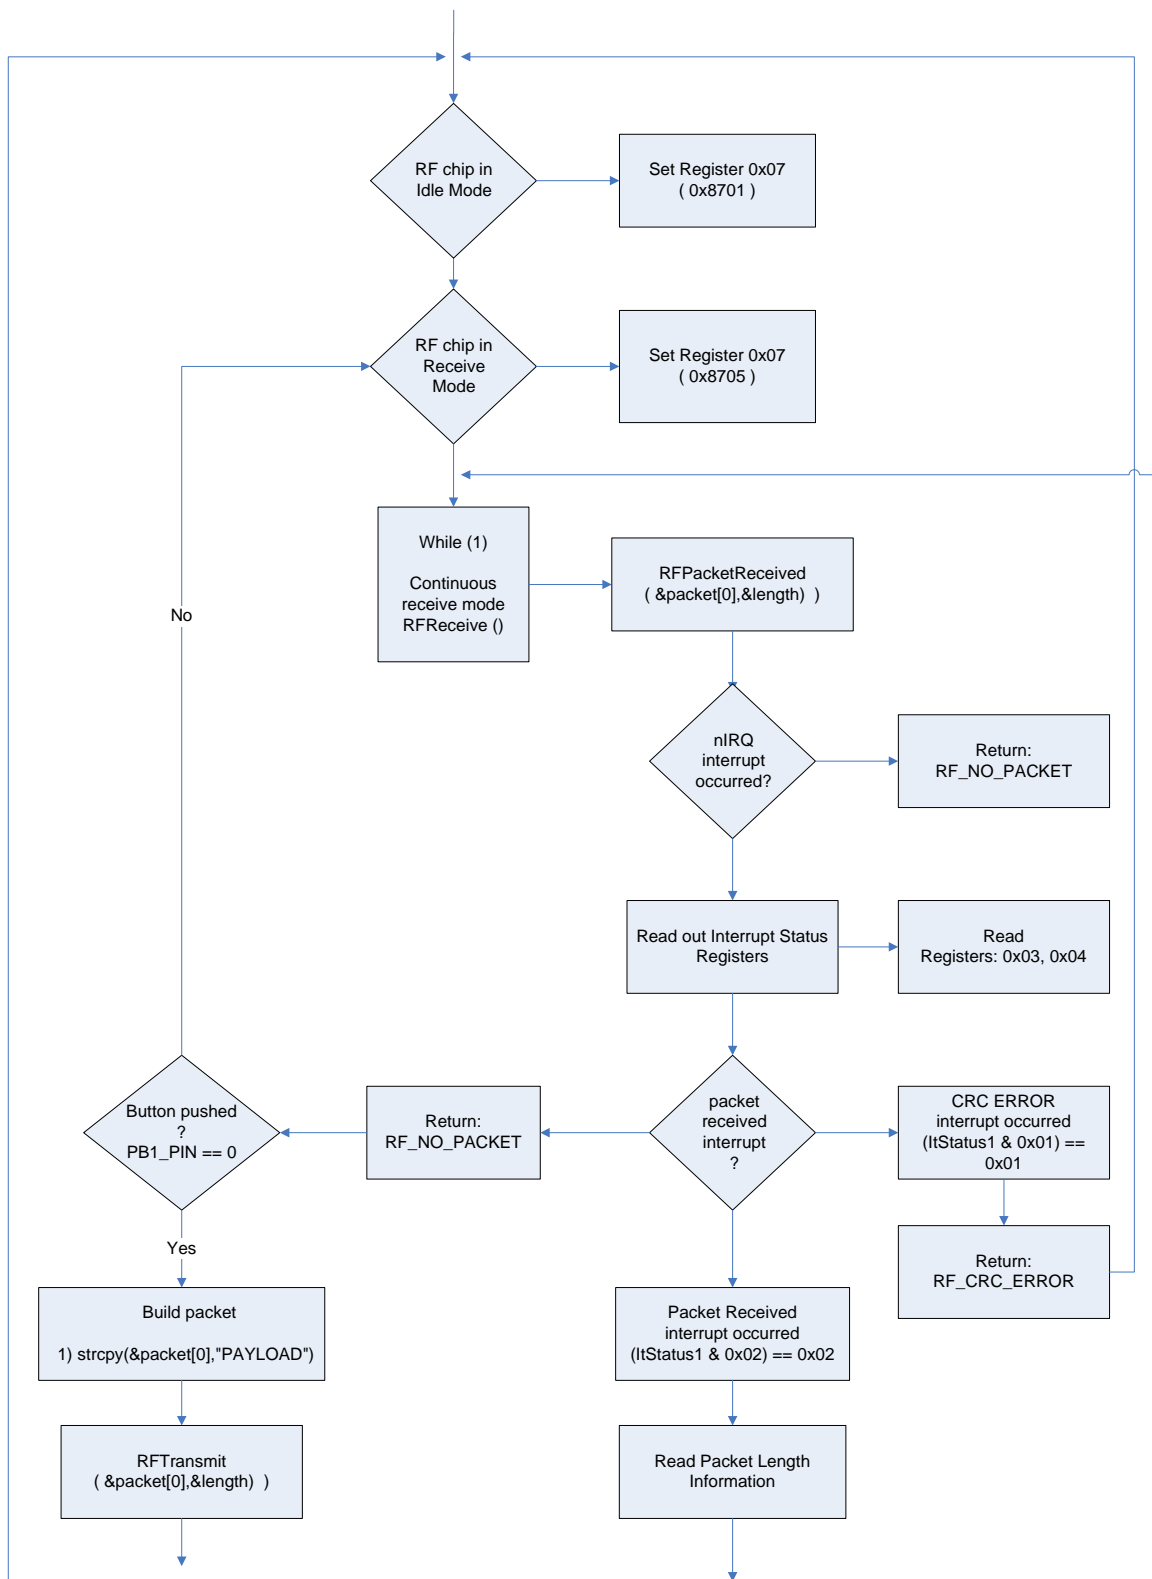 RF chip in
Idle Mode
Set Register 0x07
( 0x8701 )
RF chip in
Receive
Mode
Set Register 0x07
( 0x8705 )
While (1)
Continuous
receive mode
RFReceive ()
RFPacketReceived
( &packet[0],&length)  )
No
nIRQ
interrupt
occurred?
Return:
RF_NO_PACKET
Read out Interrupt Status
Registers
Read
Registers: 0x03, 0x04
Button pushed
?
PB1_PIN == 0
Return:
RF_NO_PACKET
packet
received
interrupt
?
CRC ERROR
interrupt occurred
(ItStatus1 & 0x01) ==
0x01
Yes
Return:
RF_CRC_ERROR
Build packet
1) strcpy(&packet[0],"PAYLOAD")
Packet Received
interrupt occurred
(ItStatus1 & 0x02) == 0x02
RFTransmit
( &packet[0],&length)  )
Read Packet Length
Information